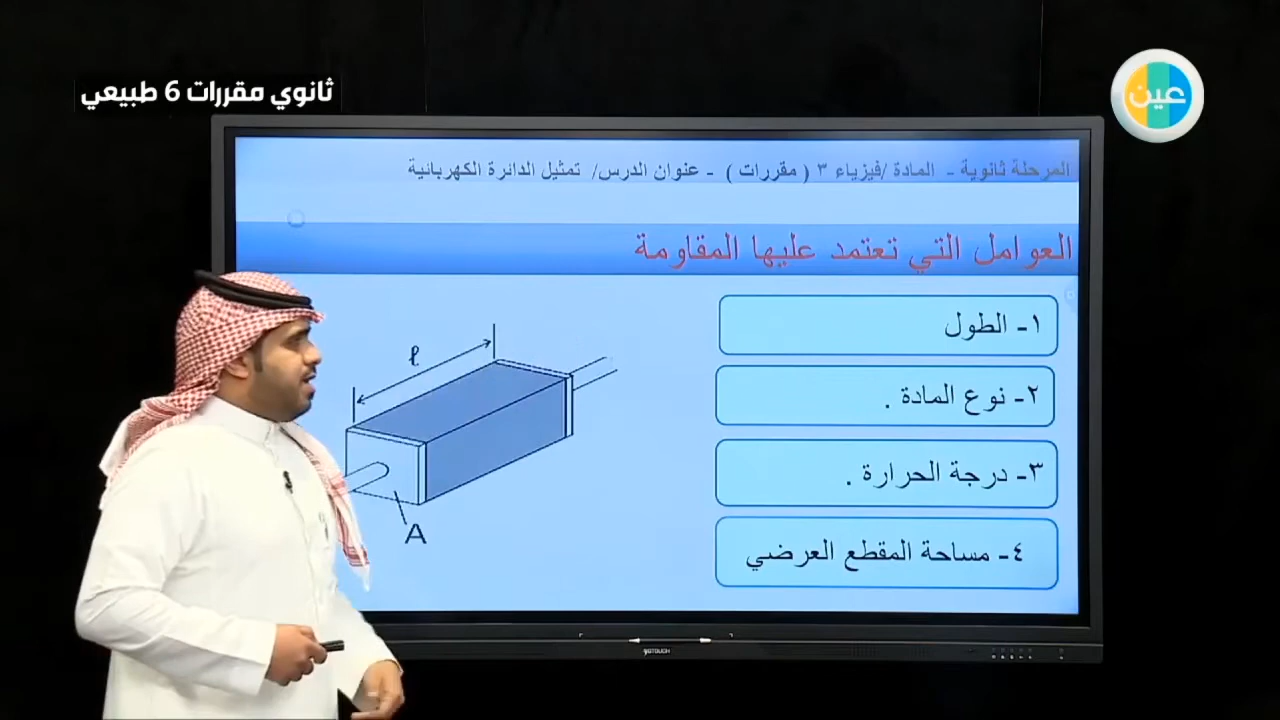 ثانوي مقررات 6 طبيعي
عين
المرحلة ثانوية - المادة /فيزياء ٣ ( مقررات ) - عنوان الدرس/ تمثيل الدائرة الكهربائية
العوامل التي تعتمد عليها المقاومة
١- الطول
٢- نوع المادة .
٣- درجة الحرارة .
٤- مساحة المقطع العرضي
ℓ
A